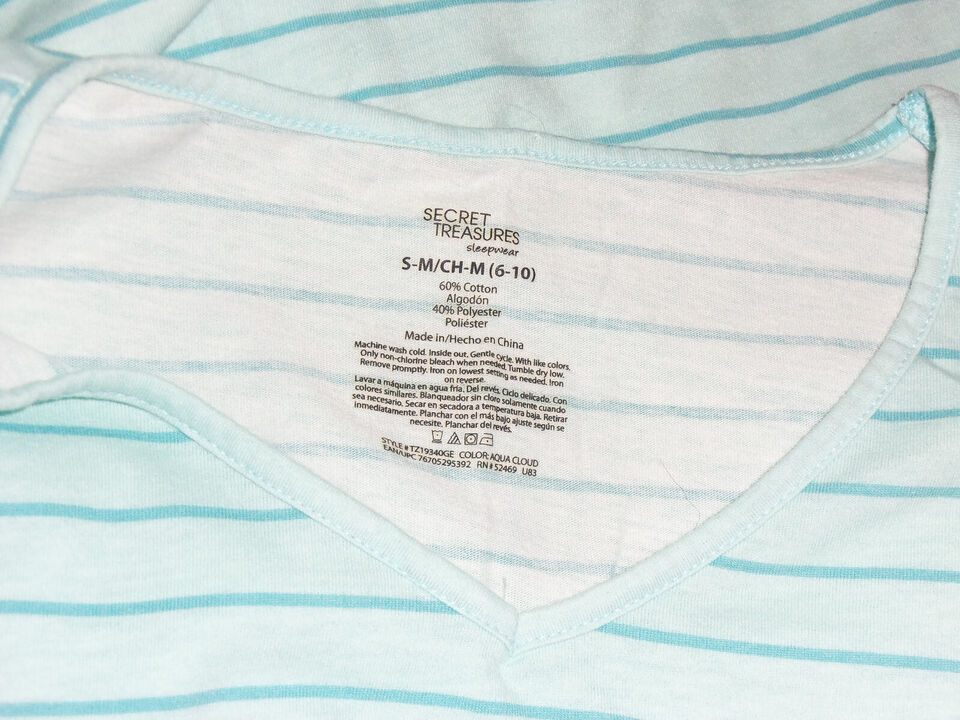 SECRET
TREASURES
sleepwear
S-M/CH-M (6-10)
60% Cotton
Algodón
40% Polyester
Poliéster
Made in/Hecho en China
Machine wash cold. Inside out. Gentle cycle. With like colors.
Only non-chlorine bleach when needed. Tumble dry low.
Remove promptly. Iron on lowest setting as needed. Iron
on reverse.
Lavar a máquina en agua fría. Del revés. Ciclo delicado. Con
colores similares. Blanqueador sin cloro solamente cuando
sea necesario. Secar en secadora a temperatura baja. Retirar
inmediatamente. Planchar con el más bajo ajuste según se
necesite. Planchar del revés.
STYLE # TZ19340GE COLOR: AQUA CLOUD
EAN/UPC 76705295392 RN# 52469 U83